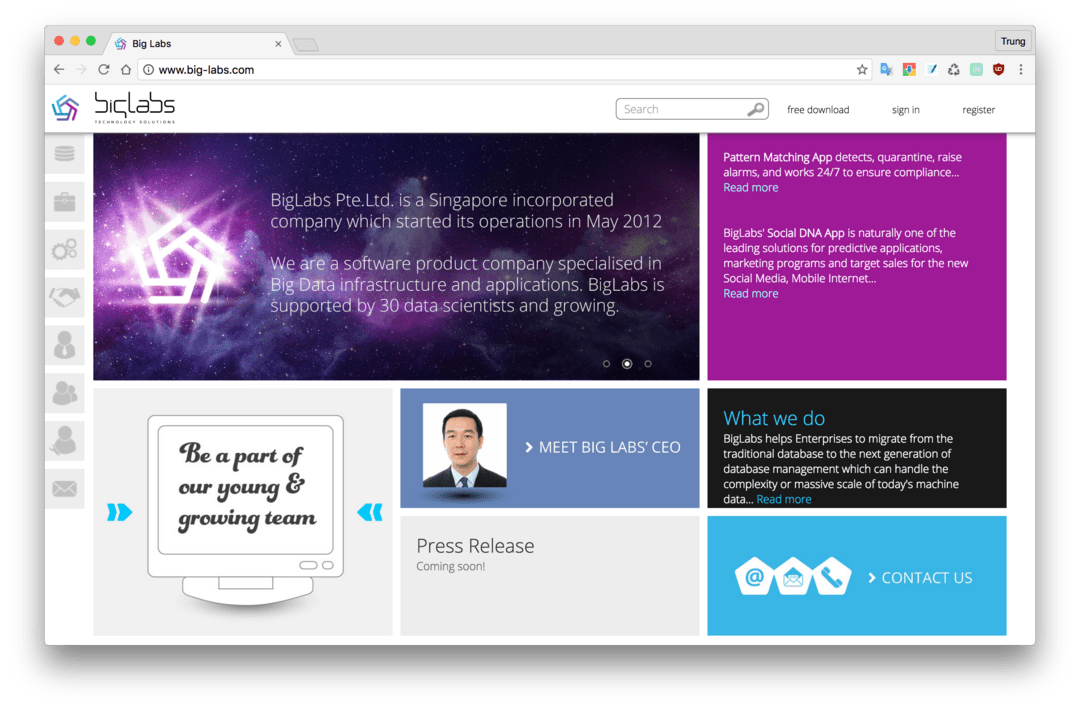 Big Labs
Trung
www.big-labs.com
biglabs
TECHNOLOGY SOLUTIONS
Search
free download
sign in
register
BigLabs Pte.Ltd. is a Singapore incorporated
company which started its operations in May 2012
We are a software product company specialised in
Big Data infrastructure and applications. BigLabs is
supported by 30 data scientists and growing.
Pattern Matching App detects, quarantine, raise
alarms, and works 24/7 to ensure compliance...
Read more
BigLabs' Social DNA App is naturally one of the
leading solutions for predictive applications,
marketing programs and target sales for the new
Social Media, Mobile Internet...
Read more
Be a part of
our young &
growing team
MEET BIG LABS' CEO
What we do
BigLabs helps Enterprises to migrate from the
traditional database to the next generation of
database management which can handle the
complexity or massive scale of today's machine
data... Read more
Press Release
Coming soon!
@
CONTACT US